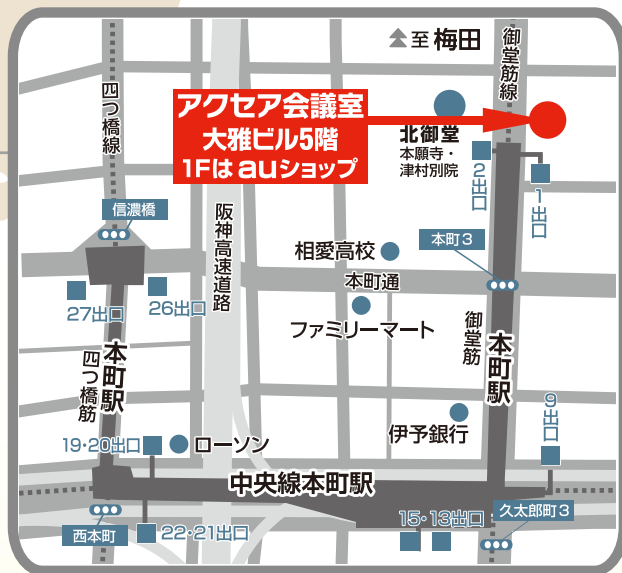 至 梅田
御堂筋線
四つ橋線
アクセア会議室
大雅ビル5階
1Fはauショップ
北御堂
本願寺・
津村別院
2出口
1出口
信濃橋
阪神高速道路
相愛高校
本町3
本町通
27出口
26出口
ファミリーマート
御堂筋
本町駅
本町駅
四つ橋筋
9出口
伊予銀行
19・20出口
ローソン
中央線本町駅
15・13出口
久太郎町3
西本町
22・21出口